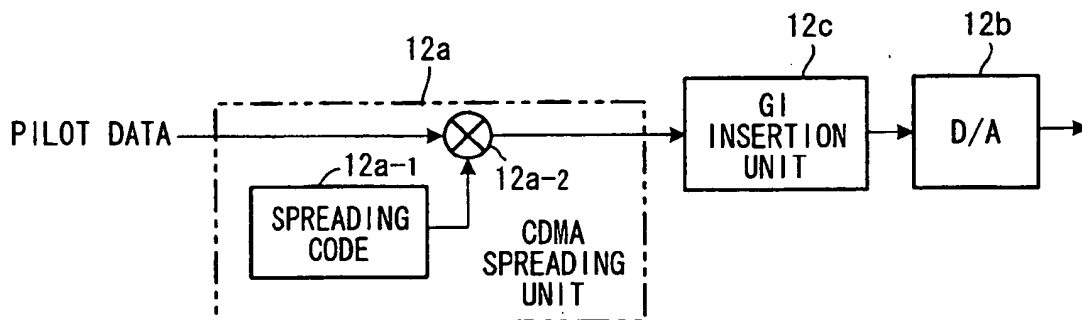 12a
12c
12b
PILOT DATA
12a-1
12a-2
SPREADING
CODE
CDMA
SPREADING
UNIT
GI
INSERTION
UNIT
D/A